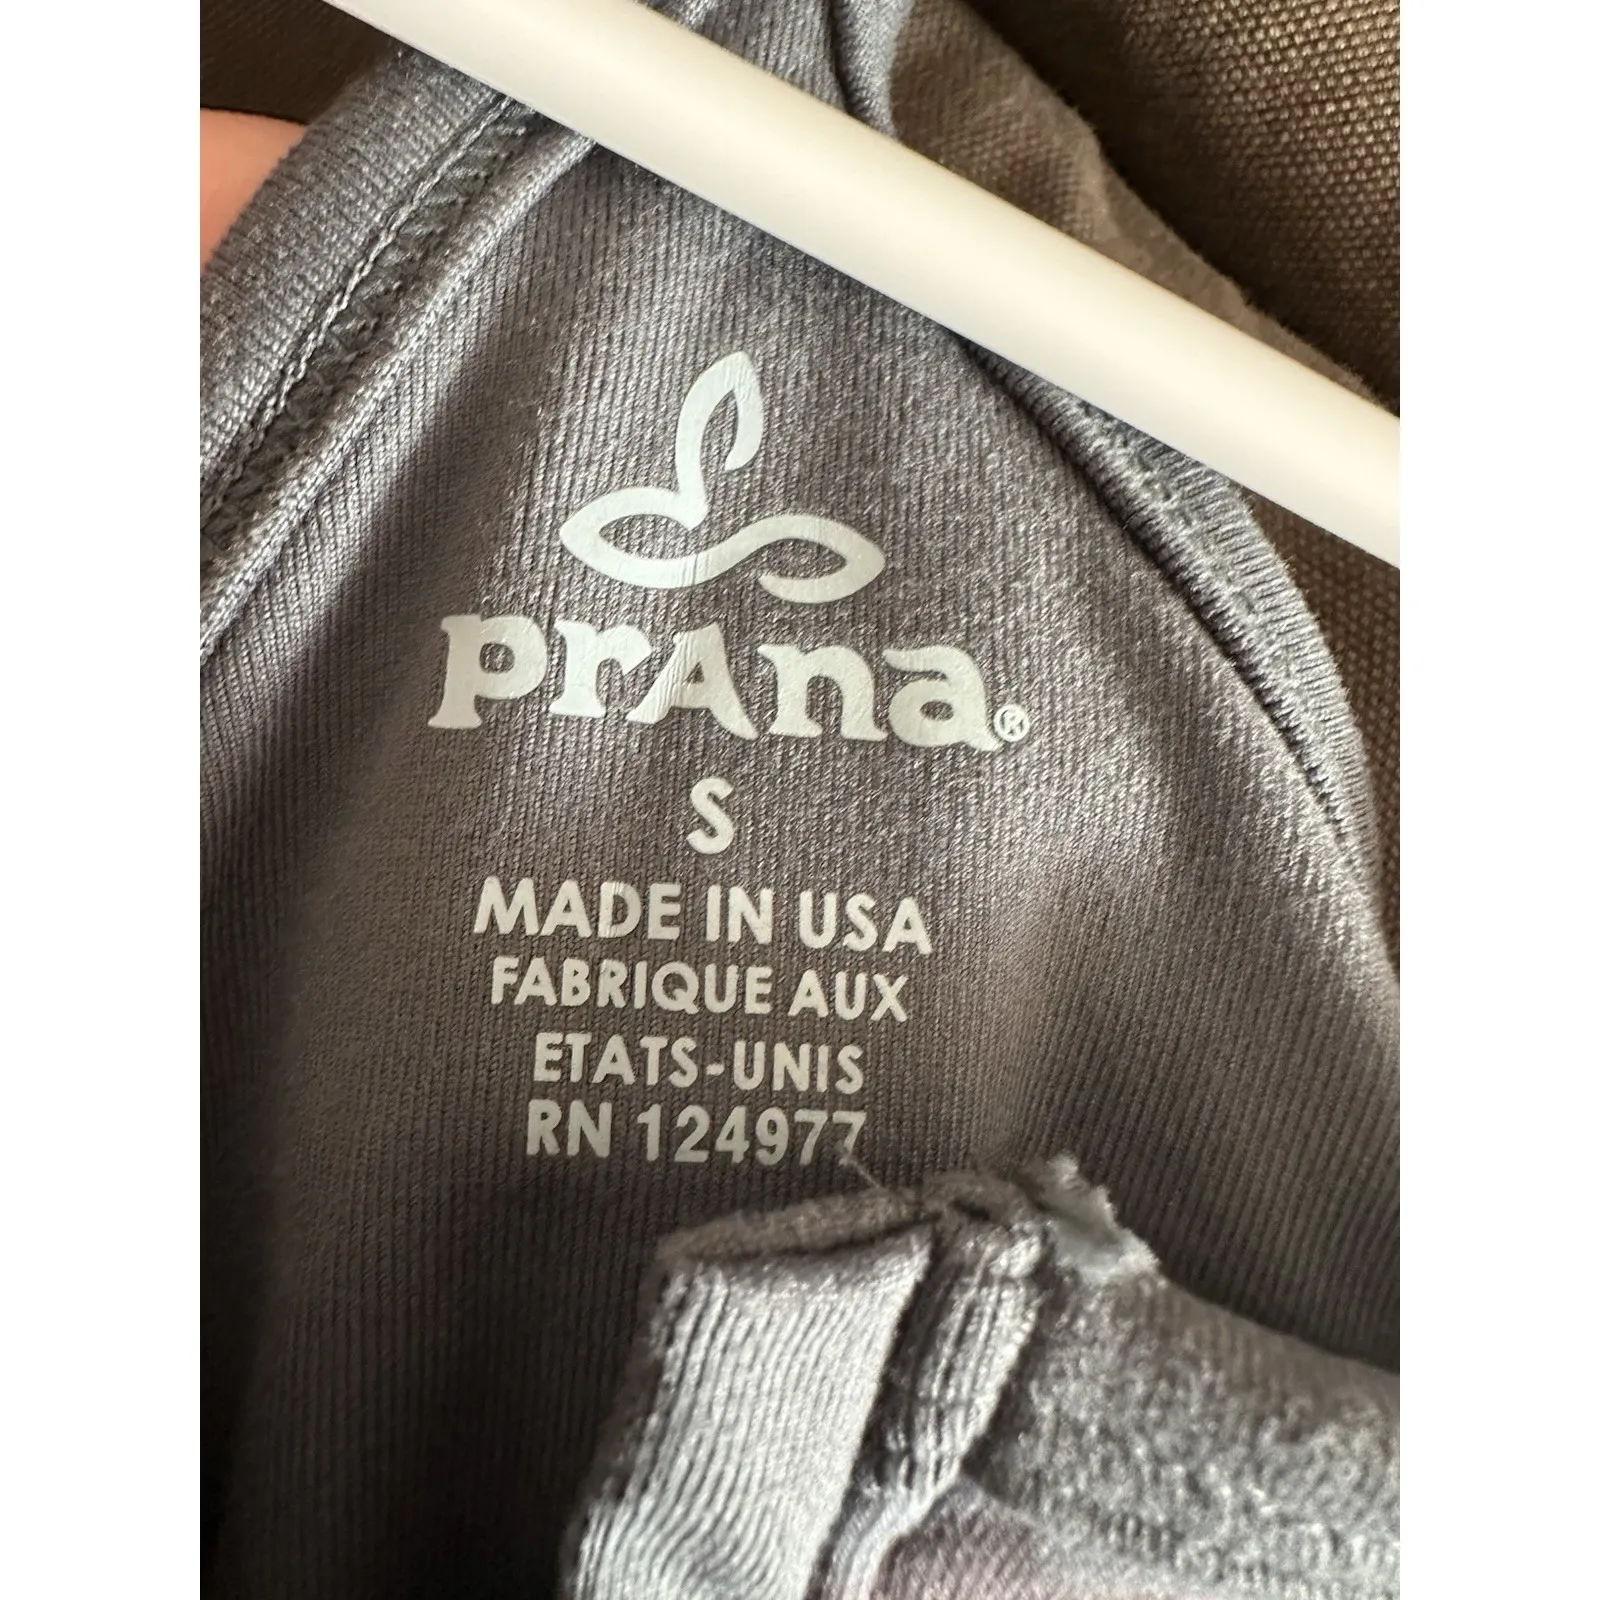 prAna®
S
MADE IN USA
FABRIQUE AUX
ETATS-UNIS
RN 124977